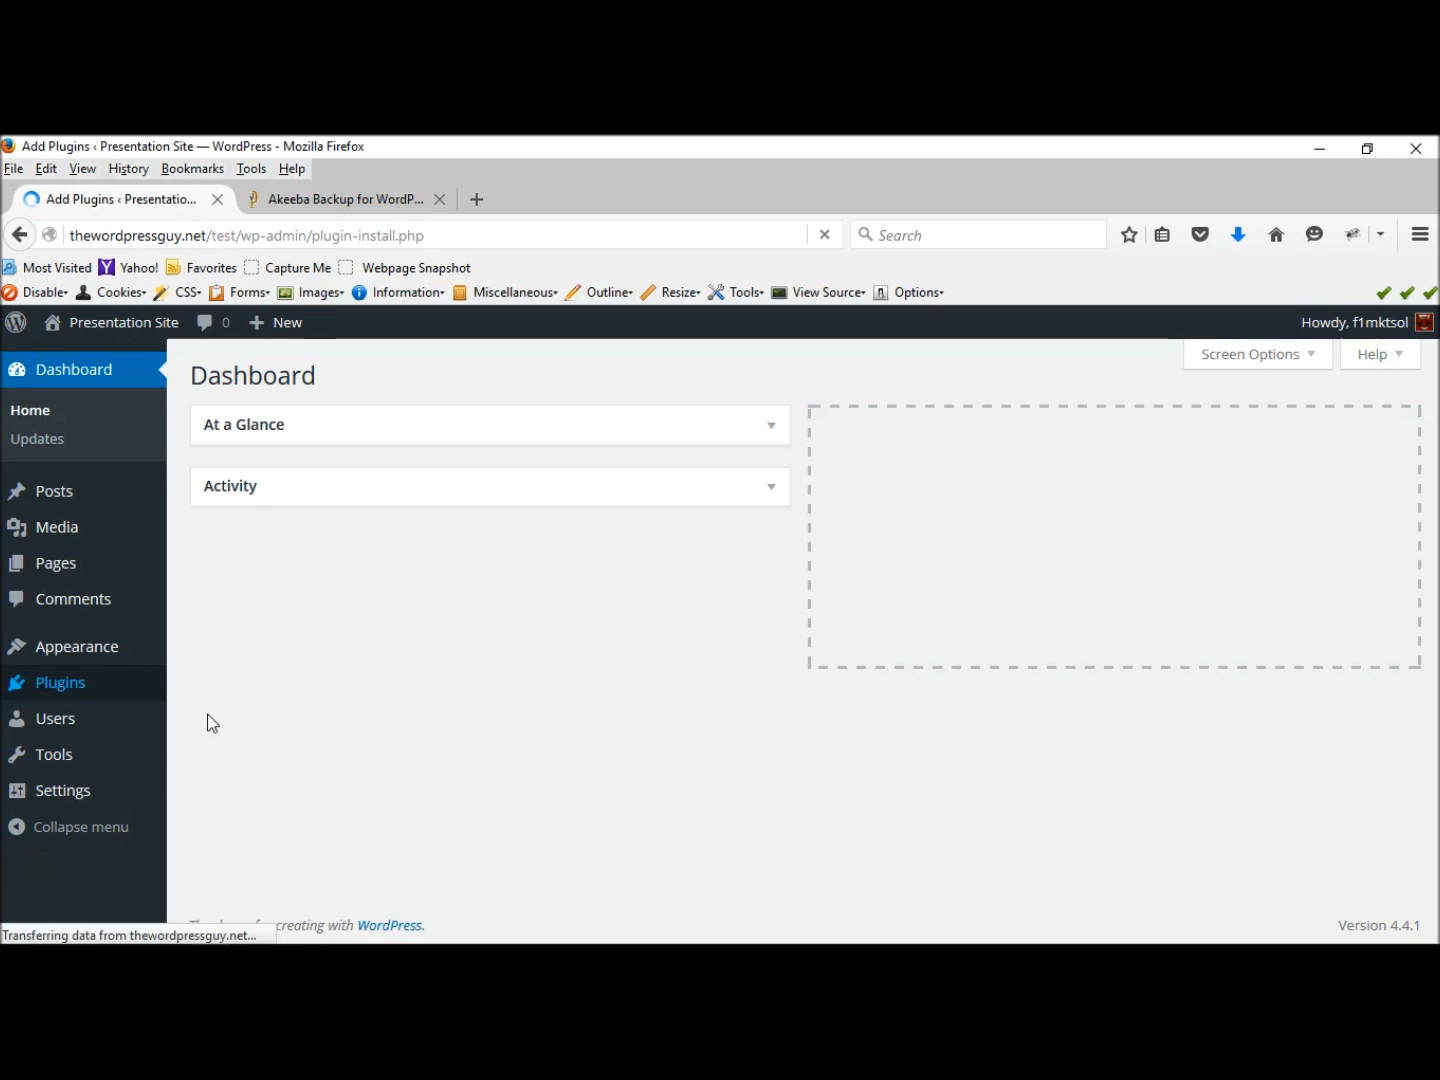 Add Plugins ‹ Presentation Site — WordPress - Mozilla Firefox
File Edit View History Bookmarks Tools Help
Add Plugins ‹ Presentatio... Akeeba Backup for WordP...
thewordpressguy.net/test/wp-admin/plugin-install.php Search
Most Visited Yahoo! Favorites Capture Me Webpage Snapshot
Disable Cookies CSS Forms Images Information Miscellaneous Outline Resize Tools View Source Options
Presentation Site 0 New Howdy, f1mktsol
Screen Options Help
Dashboard
Home
Updates
Posts
Media
Pages
Comments
Appearance
Plugins
Users
Tools
Settings
Collapse menu
Dashboard
At a Glance
Activity
creating with WordPress.
Version 4.4.1
Transferring data from thewordpressguy.net...